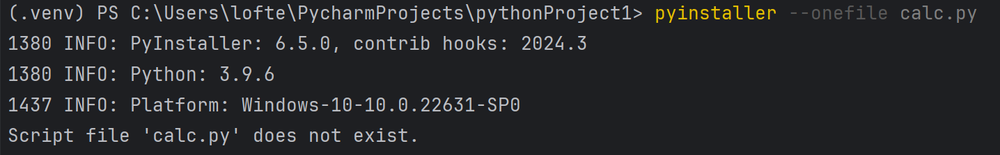 (.venv) PS C:\Users\lofte\PycharmProjects\pythonProject1> pyinstaller --onefile calc.py
1380 INFO: PyInstaller: 6.5.0, contrib hooks: 2024.3
1380 INFO: Python: 3.9.6
1437 INFO: Platform: Windows-10-10.0.22631-SP0
Script file 'calc.py' does not exist.